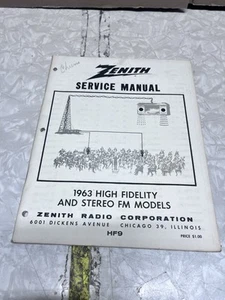 ZENITH
SERVICE MANUAL
1963 HIGH FIDELITY
AND STEREO FM MODELS
ZENITH RADIO CORPORATION
6001 DICKENS AVENUE CHICAGO 39, ILLINOIS
HF9
PRICE $1.00